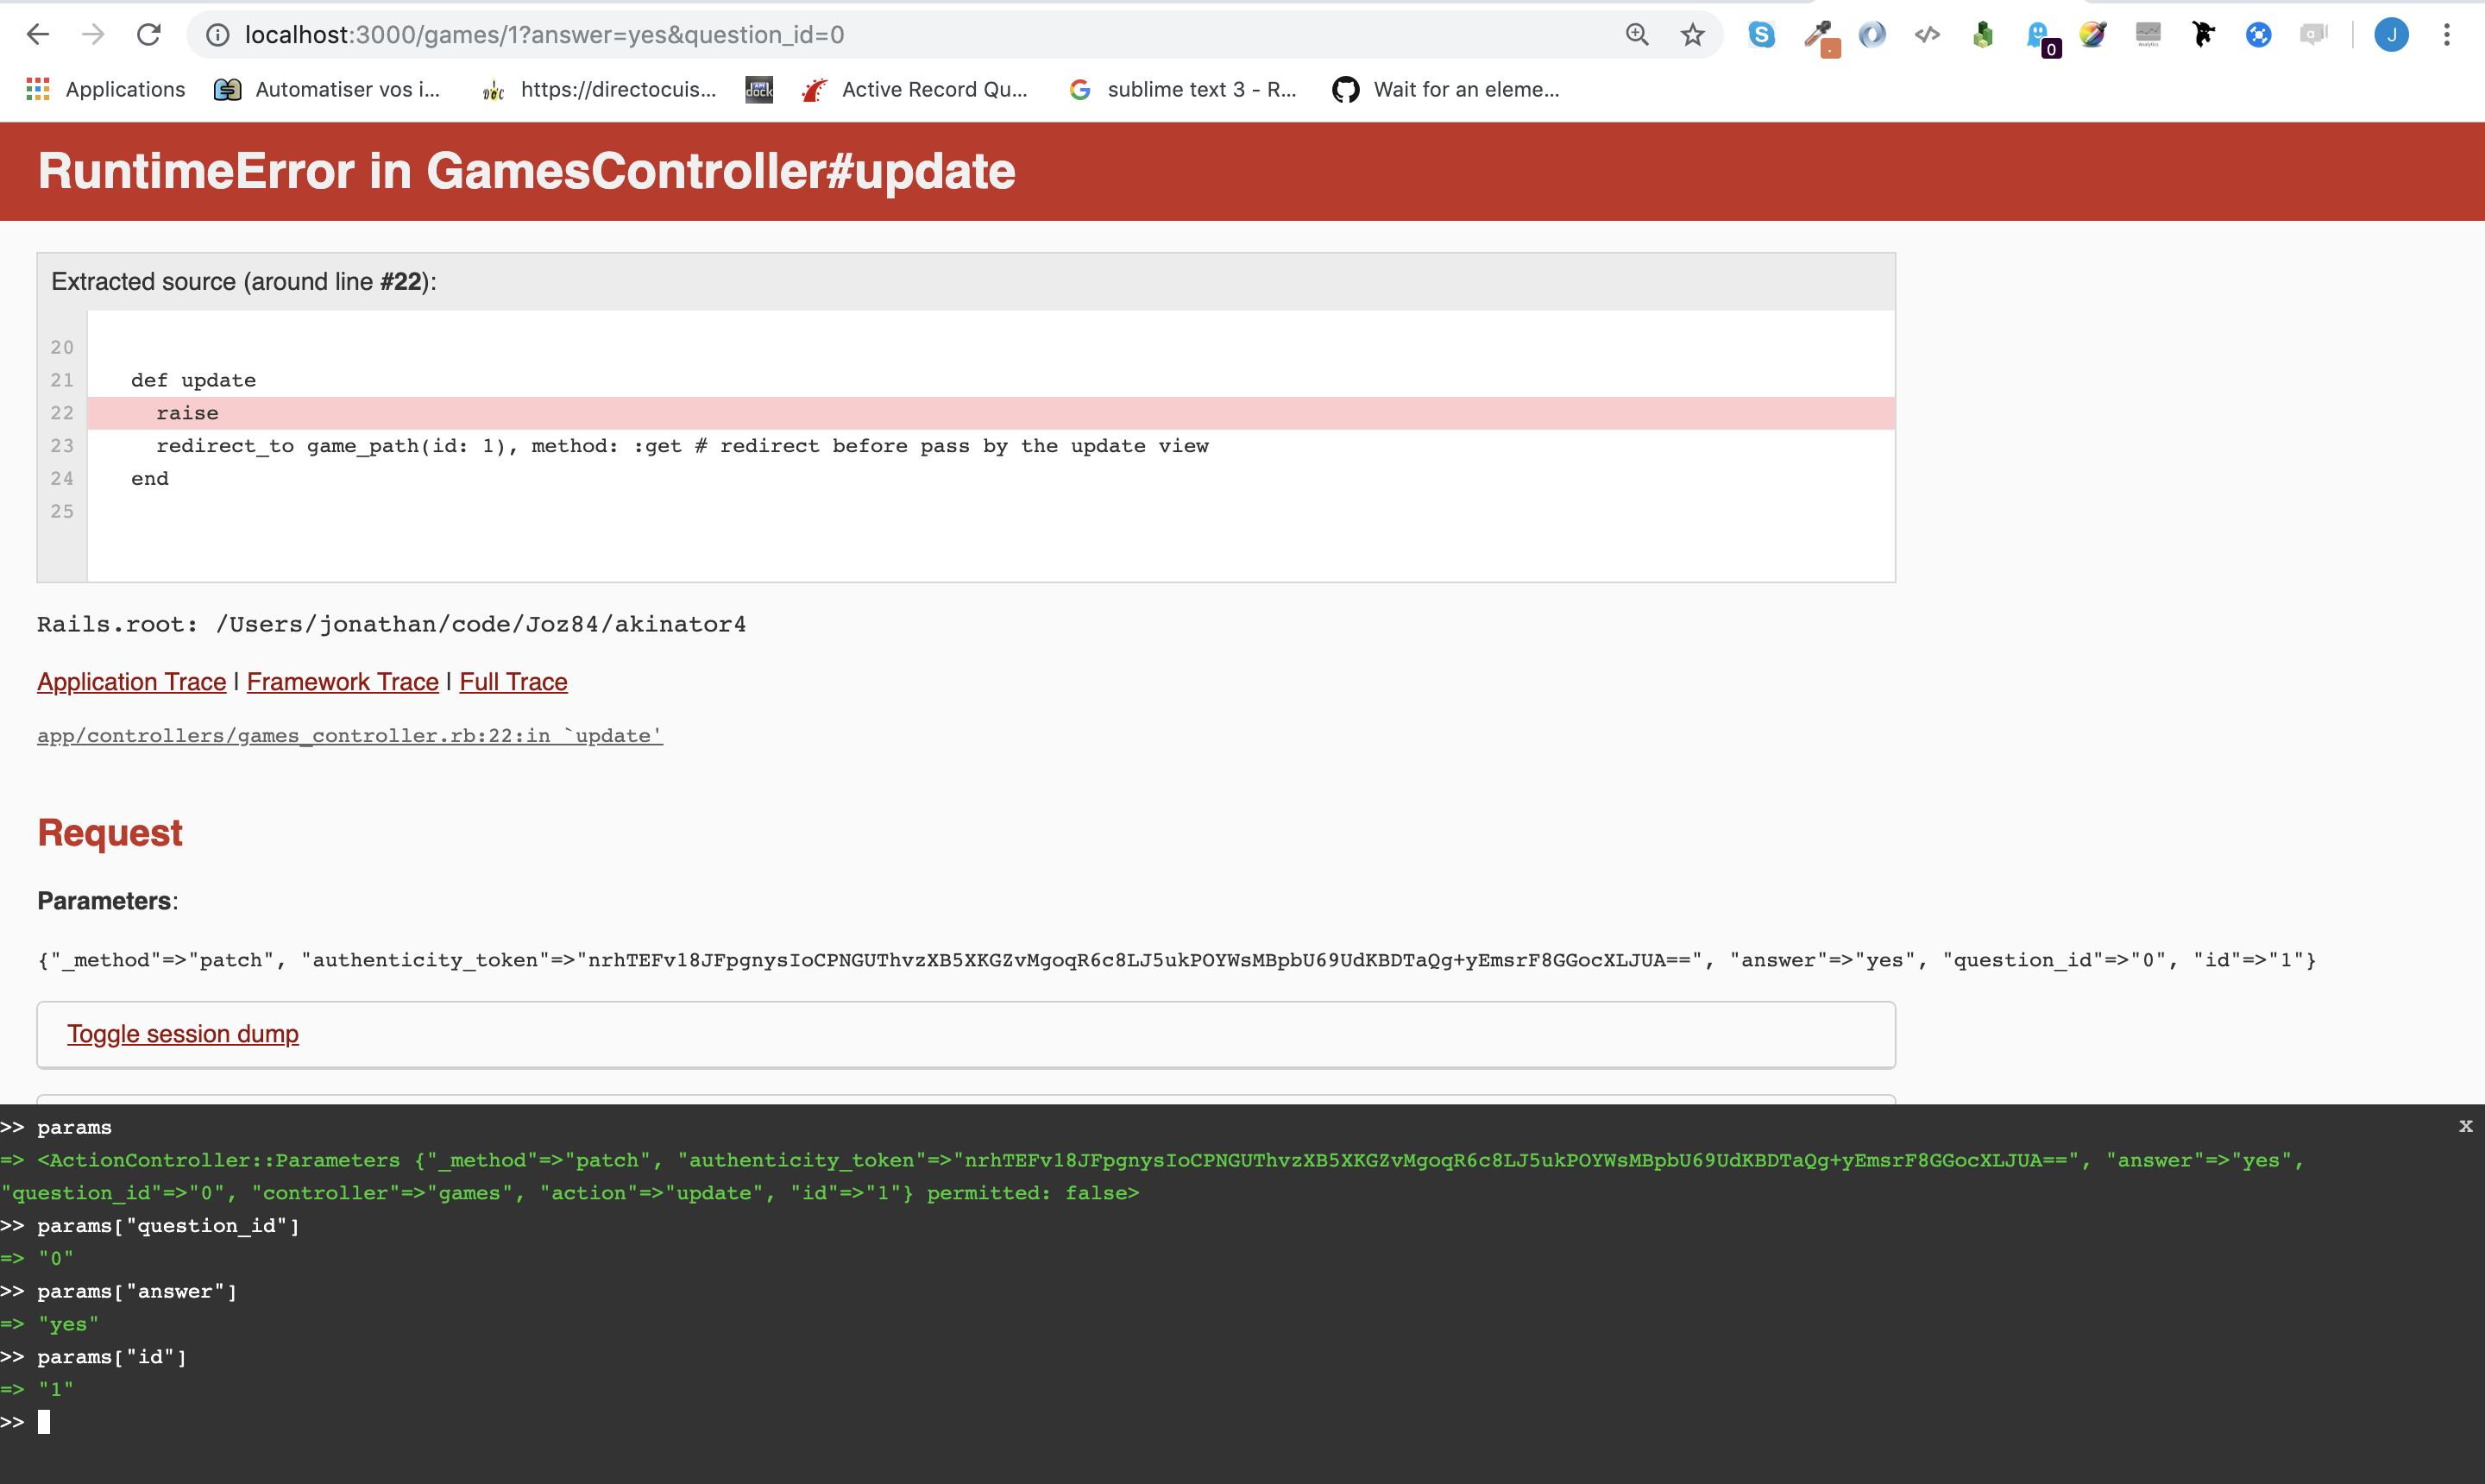 localhost:3000/games/1?answer=yes&question_id=0
S
0
Analytics
J
Applications
Automatiser vos i...
https://directocuis...
Active Record Qu...
sublime text 3 - R...
Wait for an eleme...
RuntimeError in GamesController#update
Extracted source (around line #22):
20
21 def update
22 raise
23 redirect_to game_path(id: 1), method: :get # redirect before pass by the update view
24 end
25
Rails.root: /Users/jonathan/code/Joz84/akinator4
Application Trace | Framework Trace | Full Trace
app/controllers/games_controller.rb:22:in `update'
Request
Parameters:
{"_method"=>"patch", "authenticity_token"=>"nrhTEFv18JFpgnysIoCPNGUThvzXB5XKGZvMgoqR6c8LJ5ukPOYWsMBpbU69UdKBDTaQg+yEmsrF8GGocXLJUA==", "answer"=>"yes", "question_id"=>"0", "id"=>"1"}
Toggle session dump
x
>> params
=> <ActionController::Parameters {"_method"=>"patch", "authenticity_token"=>"nrhTEFv18JFpgnysIoCPNGUThvzXB5XKGZvMgoqR6c8LJ5ukPOYWsMBpbU69UdKBDTaQg+yEmsrF8GGocXLJUA==", "answer"=>"yes",
"question_id"=>"0", "controller"=>"games", "action"=>"update", "id"=>"1"} permitted: false>
>> params["question_id"]
=> "0"
>> params["answer"]
=> "yes"
>> params["id"]
=> "1"
>>